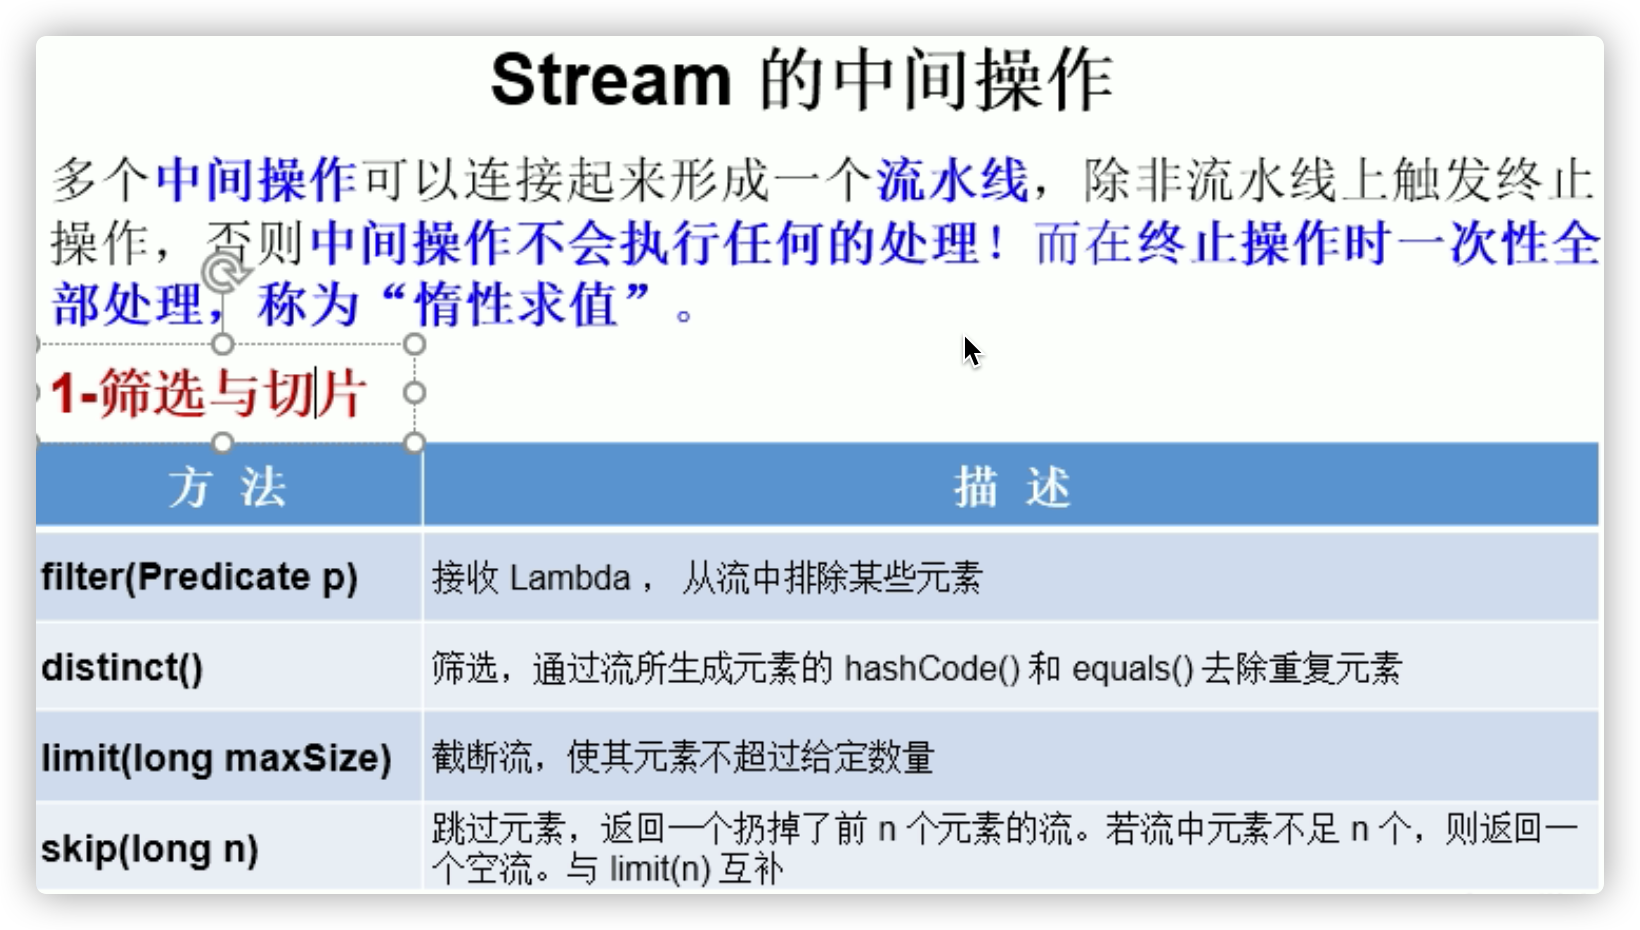 Stream 的中间操作
多个中间操作可以连接起来形成一个流水线，除非流水线上触发终止
操作，否则中间操作不会执行任何的处理！而在终止操作时一次性全
部处理，称为“惰性求值”。
1-筛选与切片
方 法 描 述
filter(Predicate p) 接收 Lambda ， 从流中排除某些元素
distinct() 筛选，通过流所生成元素的 hashCode() 和 equals() 去除重复元素
limit(long maxSize) 截断流，使其元素不超过给定数量
skip(long n) 跳过元素，返回一个扔掉了前 n 个元素的流。若流中元素不足 n 个，则返回一
个空流。与 limit(n) 互补